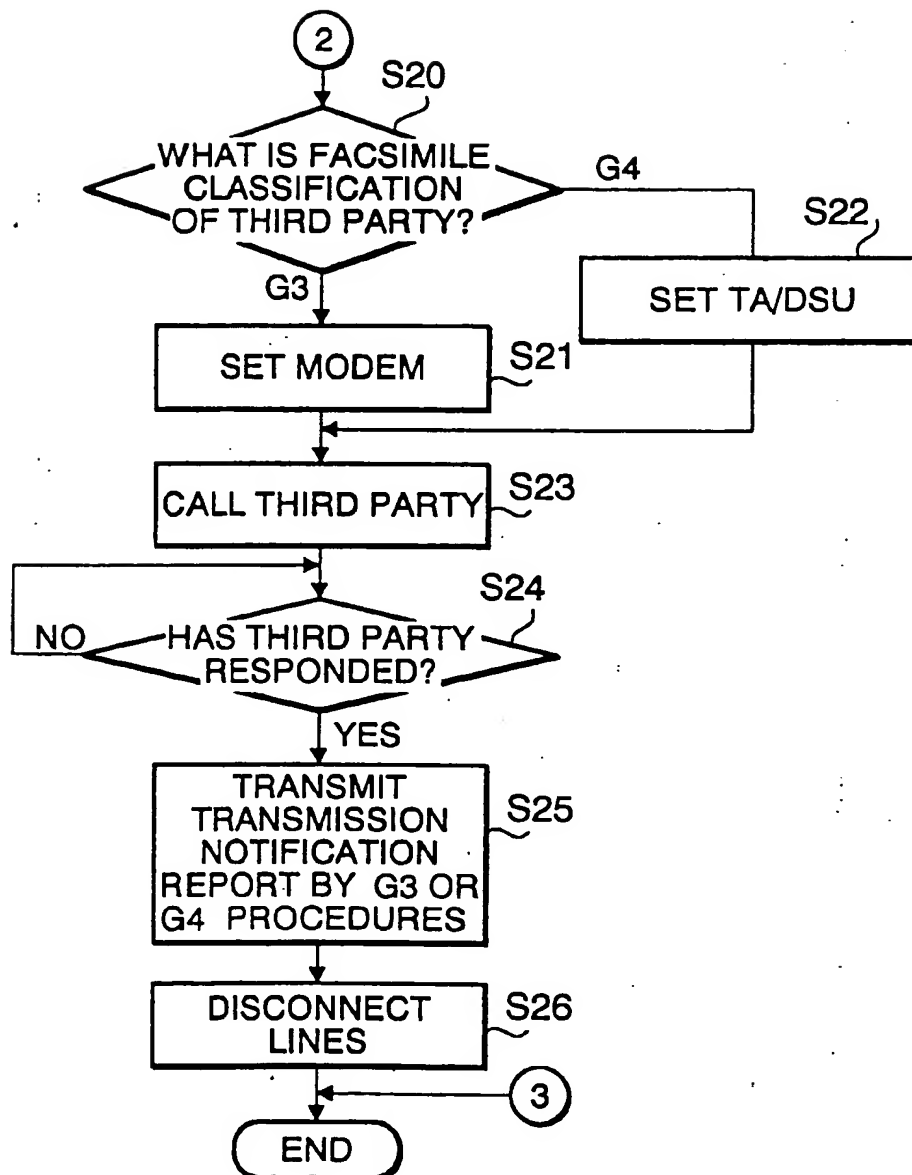 2
S20
WHAT IS FACSIMILE
CLASSIFICATION
OF THIRD PARTY?
G4
G3
S22
SET TA/DSU
SET MODEM
S21
CALL THIRD PARTY
S23
S24
NO
HAS THIRD PARTY
RESPONDED?
YES
TRANSMIT
TRANSMISSION
NOTIFICATION
REPORT BY G3 OR
G4 PROCEDURES
S25
DISCONNECT
LINES
S26
3
END